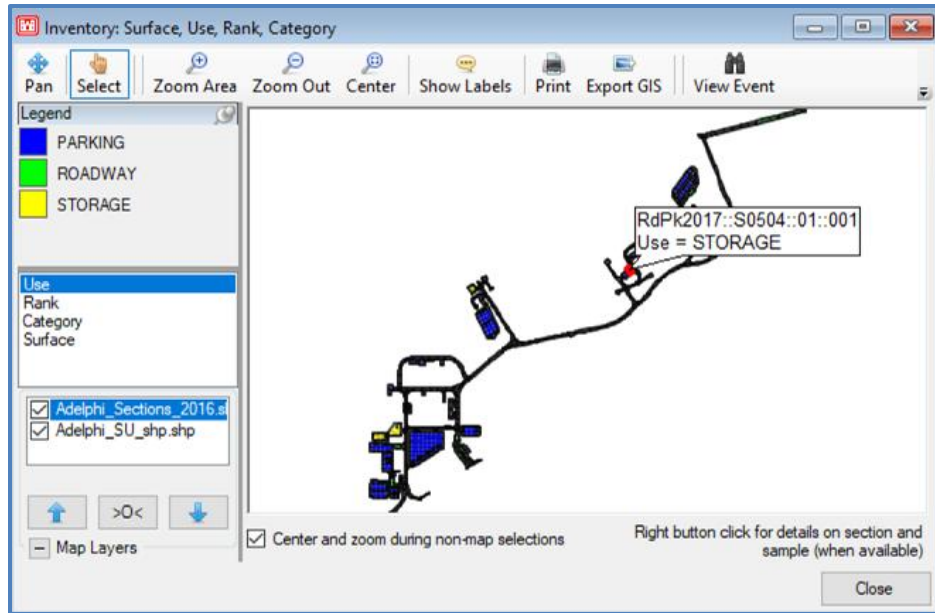 Inventory: Surface, Use, Rank, Category
Pan Select Zoom Area Zoom Out Center Show Labels Print Export GIS View Event
Legend
PARKING
ROADWAY
STORAGE
RdPk2017::S0504::01::001
Use = STORAGE
Use
Rank
Category
Surface
Adelphi_Sections_2016.sl
Adelphi_SU_shp.shp
>O<
Map Layers
Center and zoom during non-map selections
Right button click for details on section and
sample (when available)
Close